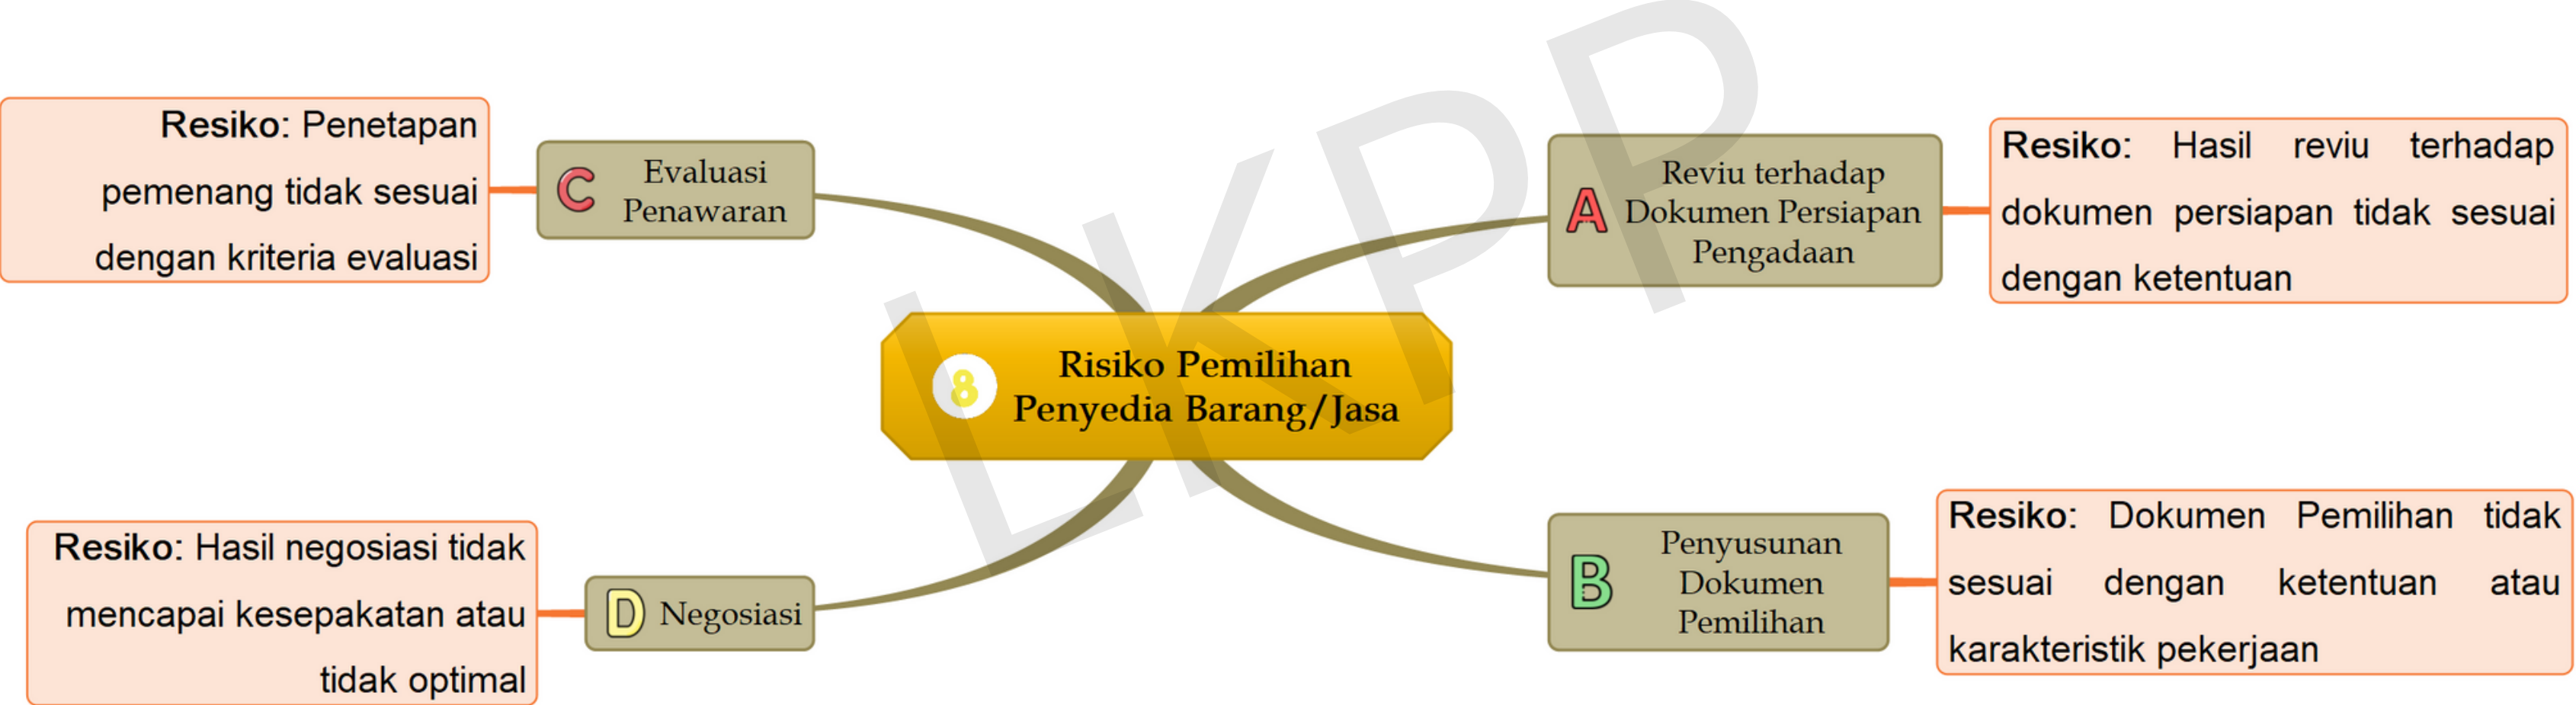 8
Risiko Pemilihan
Penyedia Barang/Jasa
A
Reviu terhadap
Dokumen Persiapan
Pengadaan
Resiko: Hasil reviu terhadap
dokumen persiapan tidak sesuai
dengan ketentuan
B
Penyusunan
Dokumen
Pemilihan
Resiko: Dokumen Pemilihan tidak
sesuai dengan ketentuan atau
karakteristik pekerjaan
C
Evaluasi
Penawaran
Resiko: Penetapan
pemenang tidak sesuai
dengan kriteria evaluasi
D
Negosiasi
Resiko: Hasil negosiasi tidak
mencapai kesepakatan atau
tidak optimal
LKPP